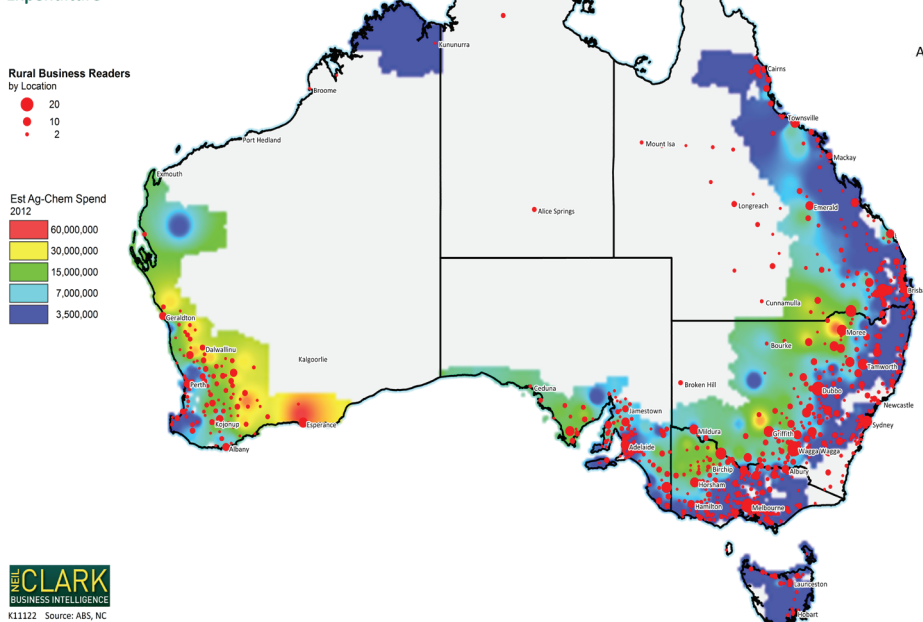 Rural Business Readers
by Location
20
10
2
Est Ag-Chem Spend
2012
60,000,000
30,000,000
15,000,000
7,000,000
3,500,000
Kununurra
Broome
Port Hedland
Exmouth
Geraldton
Dalwallinu
Kalgoorlie
Perth
Kojonup
Esperance
Albany
Alice Springs
Mount Isa
Cairns
Townsville
Mackay
Longreach
Emerald
Cunnamulla
Brisb
Moree
Bourke
Tamworth
Broken Hill
Dubbo
Newcastle
Sydney
Ceduna
Jamestown
Adelaide
Mildura
Griffith
Wagga Wagga
Birchip
Albury
Horsham
Hamilton
Melbourne
Launceston
Hobart
A
NEIL CLARK
BUSINESS INTELLIGENCE
K11122 Source: ABS, NC